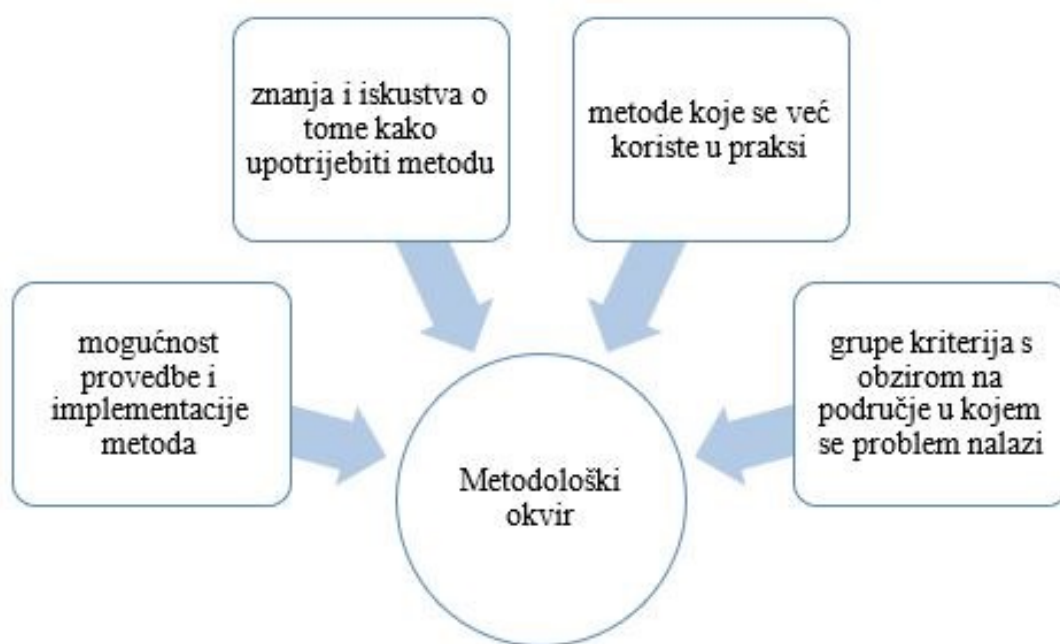 znanja i iskustva o
tome kako
upotrijebiti metodu
metode koje se već
koriste u praksi
mogućnost
provedbe i
implementacije
metoda
grupe kriterija s
obzirom na
područje u kojem
se problem nalazi
Metodološki
okvir